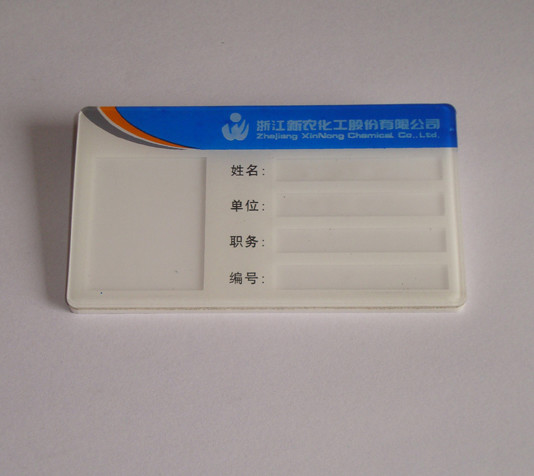 浙江新农化工股份有限公司
Zhejiang XinNong Chemical Co., Ltd.
姓名:
单位:
职务:
编号: